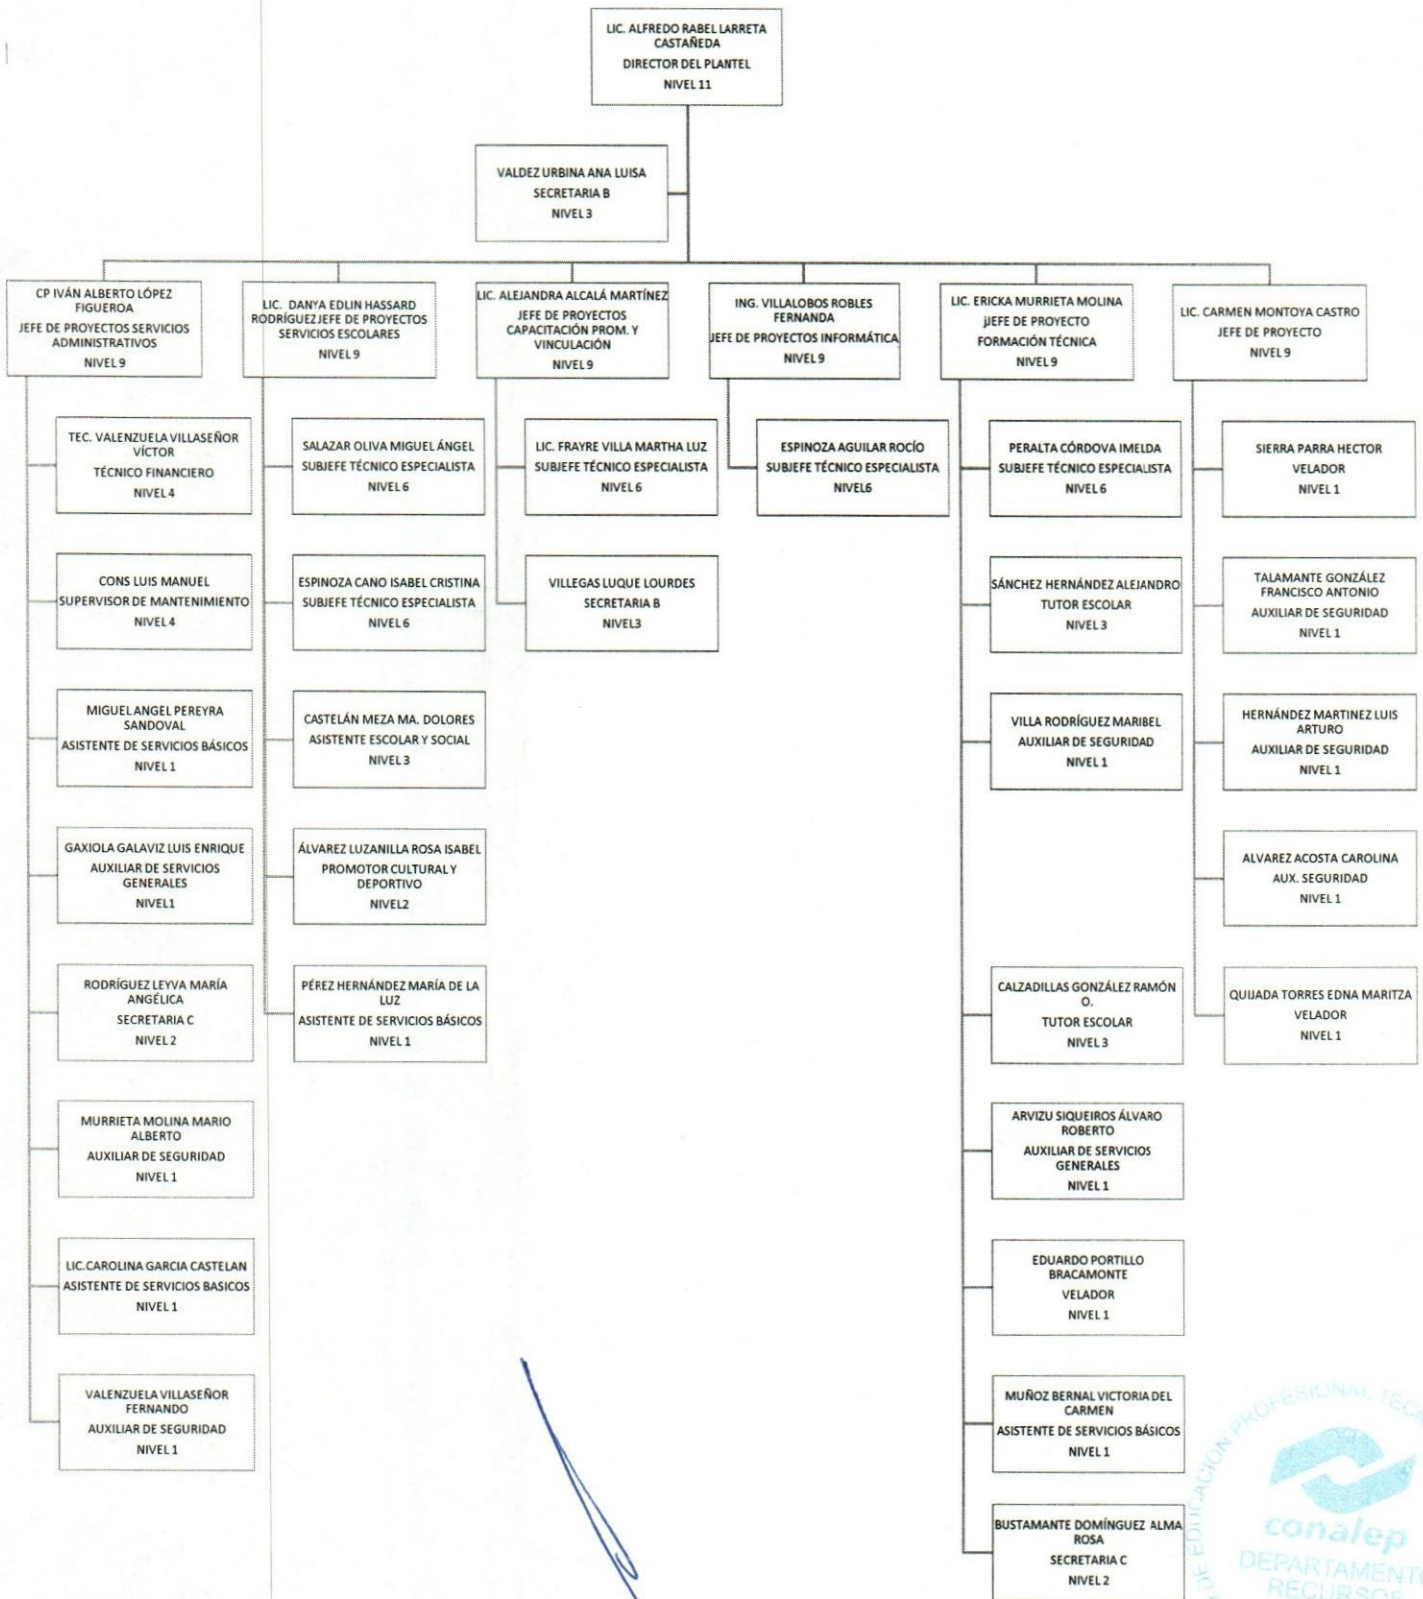 LIC. ALFREDO RABEL LARRETA
CASTAÑEDA
DIRECTOR DEL PLANTEL
NIVEL 11
VALDEZ URBINA ANA LUISA
SECRETARIA B
NIVEL 3
CP IVÁN ALBERTO LÓPEZ
FIGUEROA
JEFE DE PROYECTOS SERVICIOS
ADMINISTRATIVOS
NIVEL 9
TEC. VALENZUELA VILLASEÑOR
VÍCTOR
TÉCNICO FINANCIERO
NIVEL 4
CONS LUIS MANUEL
SUPERVISOR DE MANTENIMIENTO
NIVEL 4
MIGUEL ANGEL PEREYRA
SANDOVAL
ASISTENTE DE SERVICIOS BÁSICOS
NIVEL 1
GAXIOLA GALAVIZ LUIS ENRIQUE
AUXILIAR DE SERVICIOS
GENERALES
NIVEL1
RODRÍGUEZ LEYVA MARÍA
ANGÉLICA
SECRETARIA C
NIVEL 2
MURRIETA MOLINA MARIO
ALBERTO
AUXILIAR DE SEGURIDAD
NIVEL 1
LIC.CAROLINA GARCIA CASTELAN
ASISTENTE DE SERVICIOS BASICOS
NIVEL 1
VALENZUELA VILLASEÑOR
FERNANDO
AUXILIAR DE SEGURIDAD
NIVEL 1
LIC. DANYA EDLIN HASSARD
RODRÍGUEZJEFE DE PROYECTOS
SERVICIOS ESCOLARES
NIVEL 9
SALAZAR OLIVA MIGUEL ÁNGEL
SUBJEFE TÉCNICO ESPECIALISTA
NIVEL 6
ESPINOZA CANO ISABEL CRISTINA
SUBJEFE TÉCNICO ESPECIALISTA
NIVEL 6
CASTELÁN MEZA MA. DOLORES
ASISTENTE ESCOLAR Y SOCIAL
NIVEL 3
ÁLVAREZ LUZANILLA ROSA ISABEL
PROMOTOR CULTURAL Y
DEPORTIVO
NIVEL2
PÉREZ HERNÁNDEZ MARÍA DE LA
LUZ
ASISTENTE DE SERVICIOS BÁSICOS
NIVEL 1
LIC. ALEJANDRA ALCALÁ MARTÍNEZ
JEFE DE PROYECTOS
CAPACITACIÓN PROM. Y
VINCULACIÓN
NIVEL 9
LIC. FRAYRE VILLA MARTHA LUZ
SUBJEFE TÉCNICO ESPECIALISTA
NIVEL 6
VILLEGAS LUQUE LOURDES
SECRETARIA B
NIVEL3
ING. VILLALOBOS ROBLES
FERNANDA
JEFE DE PROYECTOS INFORMÁTICA
NIVEL 9
ESPINOZA AGUILAR ROCÍO
SUBJEFE TÉCNICO ESPECIALISTA
NIVEL6
LIC. ERICKA MURRIETA MOLINA
JJEFE DE PROYECTO
FORMACIÓN TÉCNICA
NIVEL 9
PERALTA CÓRDOVA IMELDA
SUBJEFE TÉCNICO ESPECIALISTA
NIVEL 6
SÁNCHEZ HERNÁNDEZ ALEJANDRO
TUTOR ESCOLAR
NIVEL 3
VILLA RODRÍGUEZ MARIBEL
AUXILIAR DE SEGURIDAD
NIVEL 1
CALZADILLAS GONZÁLEZ RAMÓN
O.
TUTOR ESCOLAR
NIVEL 3
ARVIZU SIQUEIROS ÁLVARO
ROBERTO
AUXILIAR DE SERVICIOS
GENERALES
NIVEL 1
EDUARDO PORTILLO
BRACAMONTE
VELADOR
NIVEL 1
MUÑOZ BERNAL VICTORIA DEL
CARMEN
ASISTENTE DE SERVICIOS BÁSICOS
NIVEL 1
BUSTAMANTE DOMÍNGUEZ ALMA
ROSA
SECRETARIA C
NIVEL 2
LIC. CARMEN MONTOYA CASTRO
JEFE DE PROYECTO
NIVEL 9
SIERRA PARRA HECTOR
VELADOR
NIVEL 1
TALAMANTE GONZÁLEZ
FRANCISCO ANTONIO
AUXILIAR DE SEGURIDAD
NIVEL 1
HERNÁNDEZ MARTINEZ LUIS
ARTURO
AUXILIAR DE SEGURIDAD
NIVEL 1
ALVAREZ ACOSTA CAROLINA
AUX. SEGURIDAD
NIVEL 1
QUIJADA TORRES EDNA MARITZA
VELADOR
NIVEL 1
DE EDUCACIÓN PROFESIONAL
conalep
DEPARTAMENTO
RECURSOS